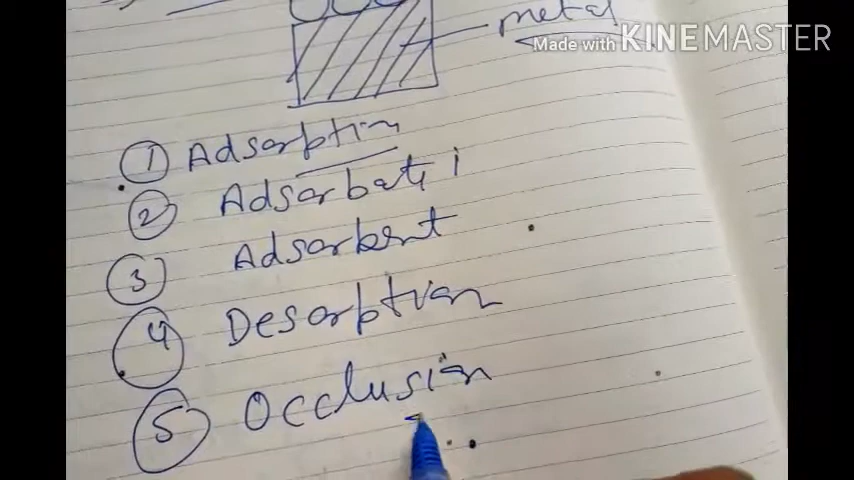 metal
Made with KINEMASTER
1 Adsorption
2 Adsorbate i
3 Adsorbent
4 Desorption
5 Occlusion